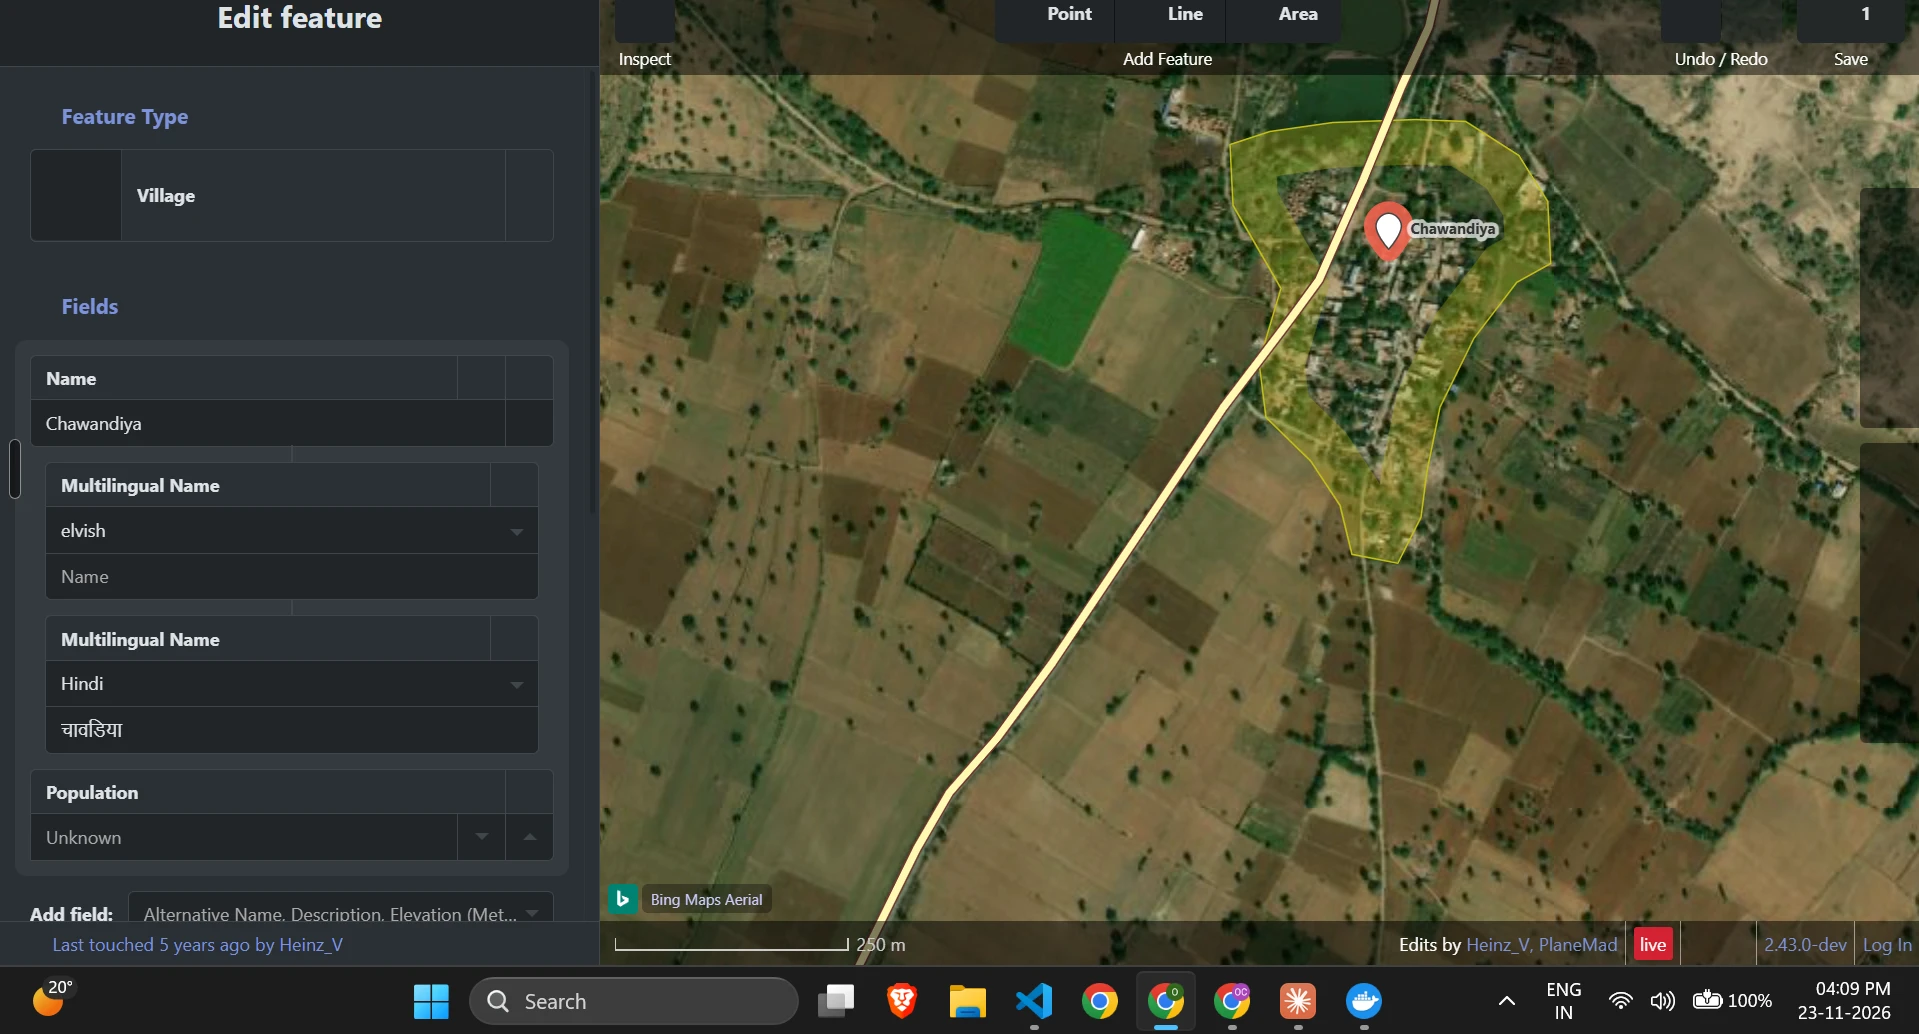 Edit feature
Feature Type
Village
Fields
Name
Chawandiya
Multilingual Name
elvish
Name
Multilingual Name
Hindi
चावडिया
Population
Unknown
Add field: Alternative Name, Description, Elevation (Met...
Last touched 5 years ago by Heinz_V
Point Line Area 1
Inspect Add Feature Undo / Redo Save
Chawandiya
Bing Maps Aerial
250 m
Edits by Heinz_V, PlaneMad live 2.43.0-dev Log In
20°
Search
O
OC
ENG
IN
100%
04:09 PM
23-11-2026